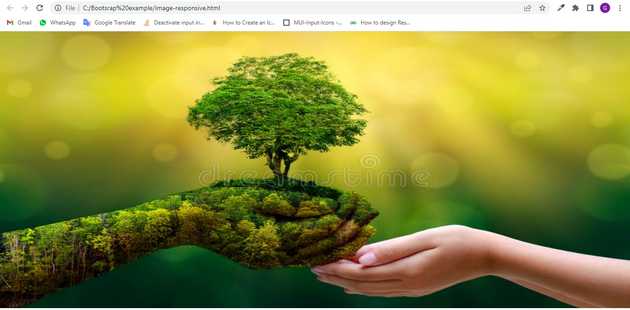 File | C:/Bootscap%20example/image-responsive.html
Gmail WhatsApp Google Translate Deactivate input in... How to Create an Ic... MUI-Input-Icons -... How to design Res...
dreamstime
G